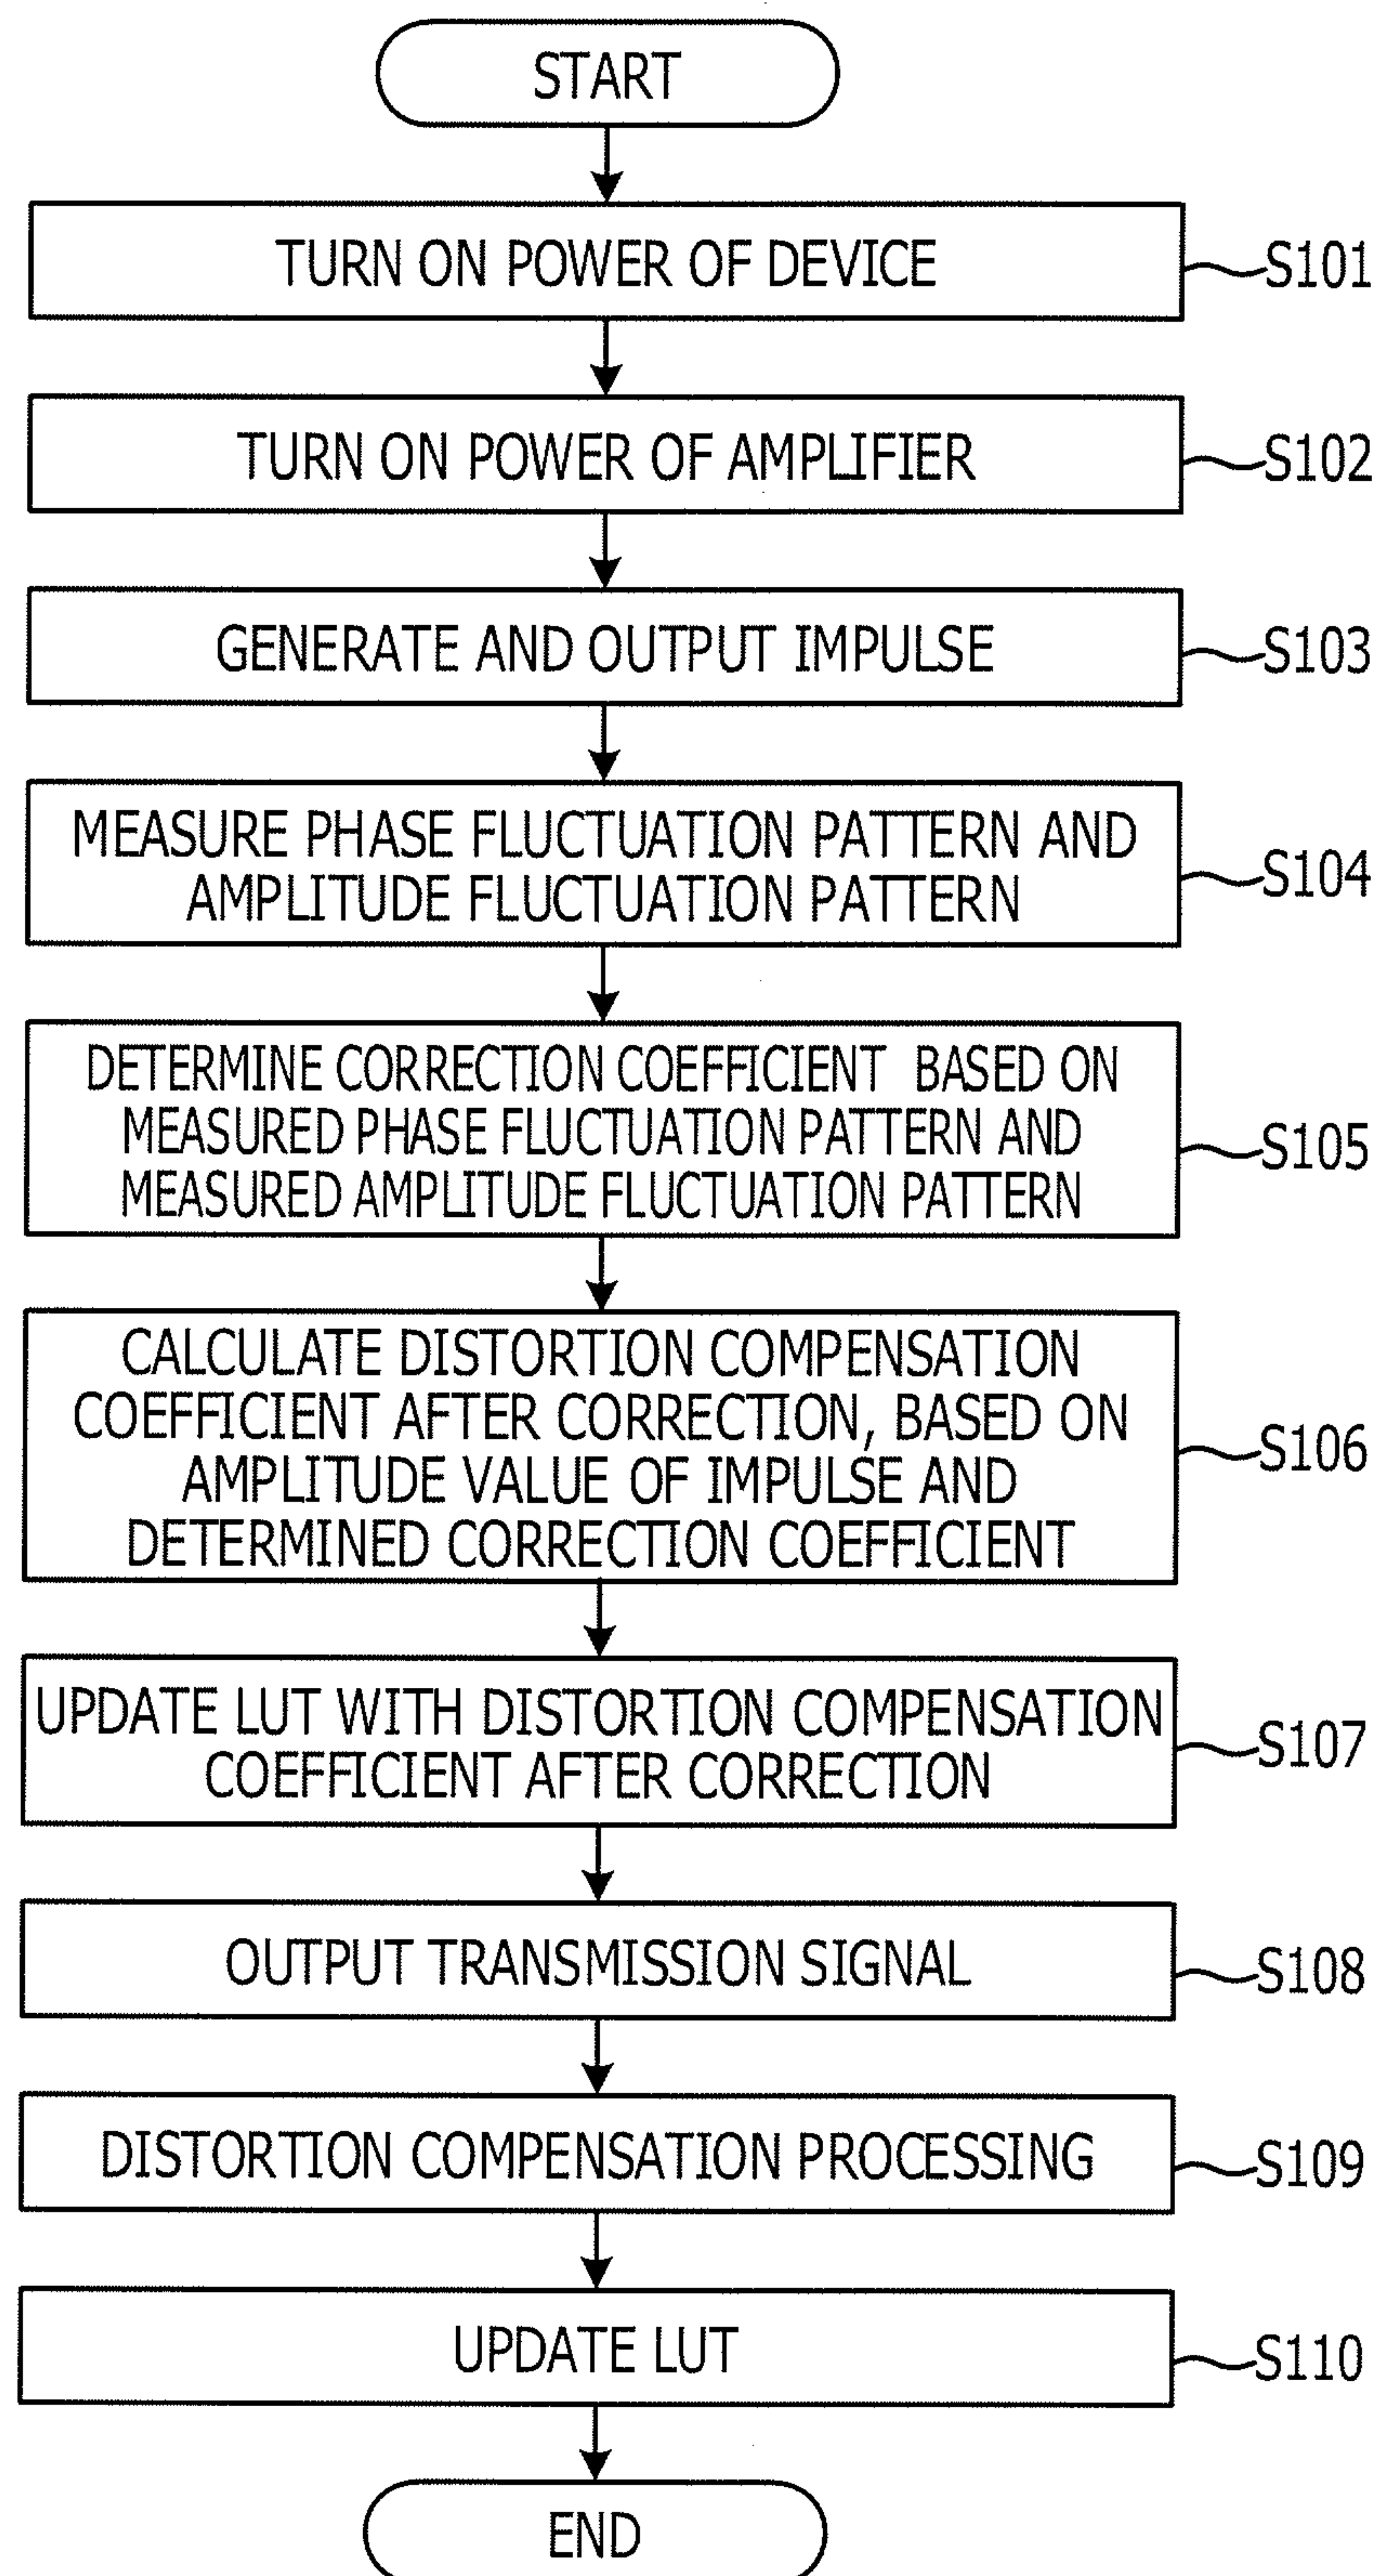 START
TURN ON POWER OF DEVICE
S101
TURN ON POWER OF AMPLIFIER
S102
GENERATE AND OUTPUT IMPULSE
S103
MEASURE PHASE FLUCTUATION PATTERN AND
AMPLITUDE FLUCTUATION PATTERN
S104
DETERMINE CORRECTION COEFFICIENT BASED ON
MEASURED PHASE FLUCTUATION PATTERN AND
MEASURED AMPLITUDE FLUCTUATION PATTERN
S105
CALCULATE DISTORTION COMPENSATION
COEFFICIENT AFTER CORRECTION, BASED ON
AMPLITUDE VALUE OF IMPULSE AND
DETERMINED CORRECTION COEFFICIENT
S106
UPDATE LUT WITH DISTORTION COMPENSATION
COEFFICIENT AFTER CORRECTION
S107
OUTPUT TRANSMISSION SIGNAL
S108
DISTORTION COMPENSATION PROCESSING
S109
UPDATE LUT
S110
END